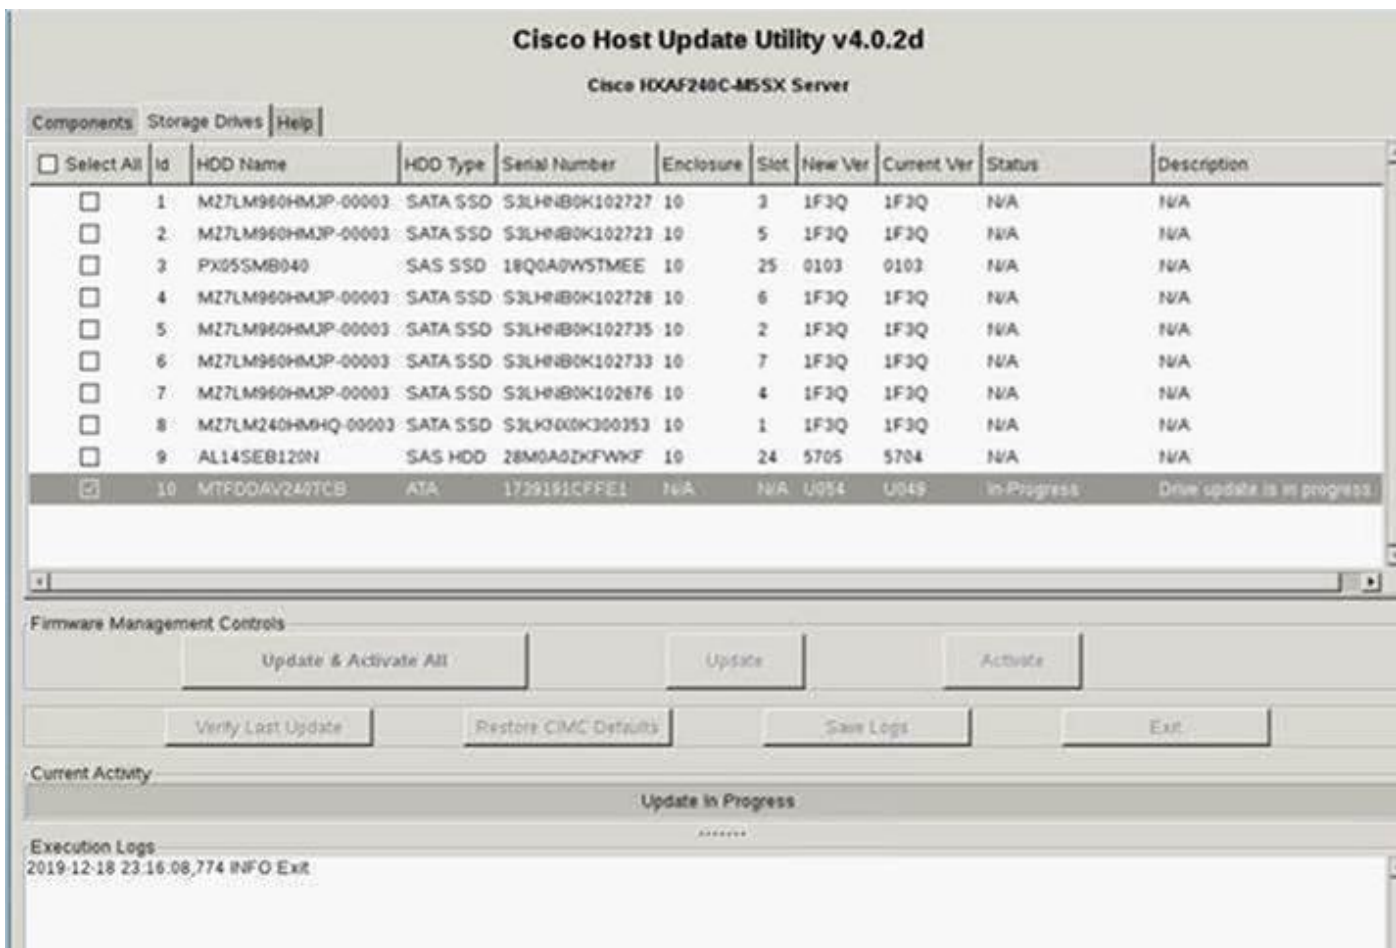 Cisco Host Update Utility v4.0.2d
Cisco HXAF240C-M5SX Server
Components Storage Drives Help
Select All Id HDD Name HDD Type Serial Number Enclosure Slot New Ver Current Ver Status Description
1 MZ7LM960HMJP-00003 SATA SSD S3LHNB0K102727 10 3 1F3Q 1F3Q N/A N/A
2 MZ7LM960HMJP-00003 SATA SSD S3LHNB0K102723 10 5 1F3Q 1F3Q N/A N/A
3 PX05SMB040 SAS SSD 18Q0A0W5TMEE 10 25 0103 0103 N/A N/A
4 MZ7LM960HMJP-00003 SATA SSD S3LHNB0K102728 10 6 1F3Q 1F3Q N/A N/A
5 MZ7LM960HMJP-00003 SATA SSD S3LHNB0K102735 10 2 1F3Q 1F3Q N/A N/A
6 MZ7LM960HMJP-00003 SATA SSD S3LHNB0K102733 10 7 1F3Q 1F3Q N/A N/A
7 MZ7LM960HMJP-00003 SATA SSD S3LHNB0K102676 10 4 1F3Q 1F3Q N/A N/A
8 MZ7LM240HMHQ-00003 SATA SSD S3LKNX0K300353 10 1 1F3Q 1F3Q N/A N/A
9 AL14SEB120N SAS HDD 28M0A0ZKFWKF 10 24 5705 5704 N/A N/A
10 MTFDDAV240TCB ATA 1739191CFFE1 N/A N/A U054 U049 In-Progress Drive update is in progress
Firmware Management Controls
Update & Activate All Update Activate
Verify Last Update Restore CIMC Defaults Save Logs Exit
Current Activity
Update In Progress
.......
Execution Logs
2019-12-18 23:16:08,774 INFO Exit